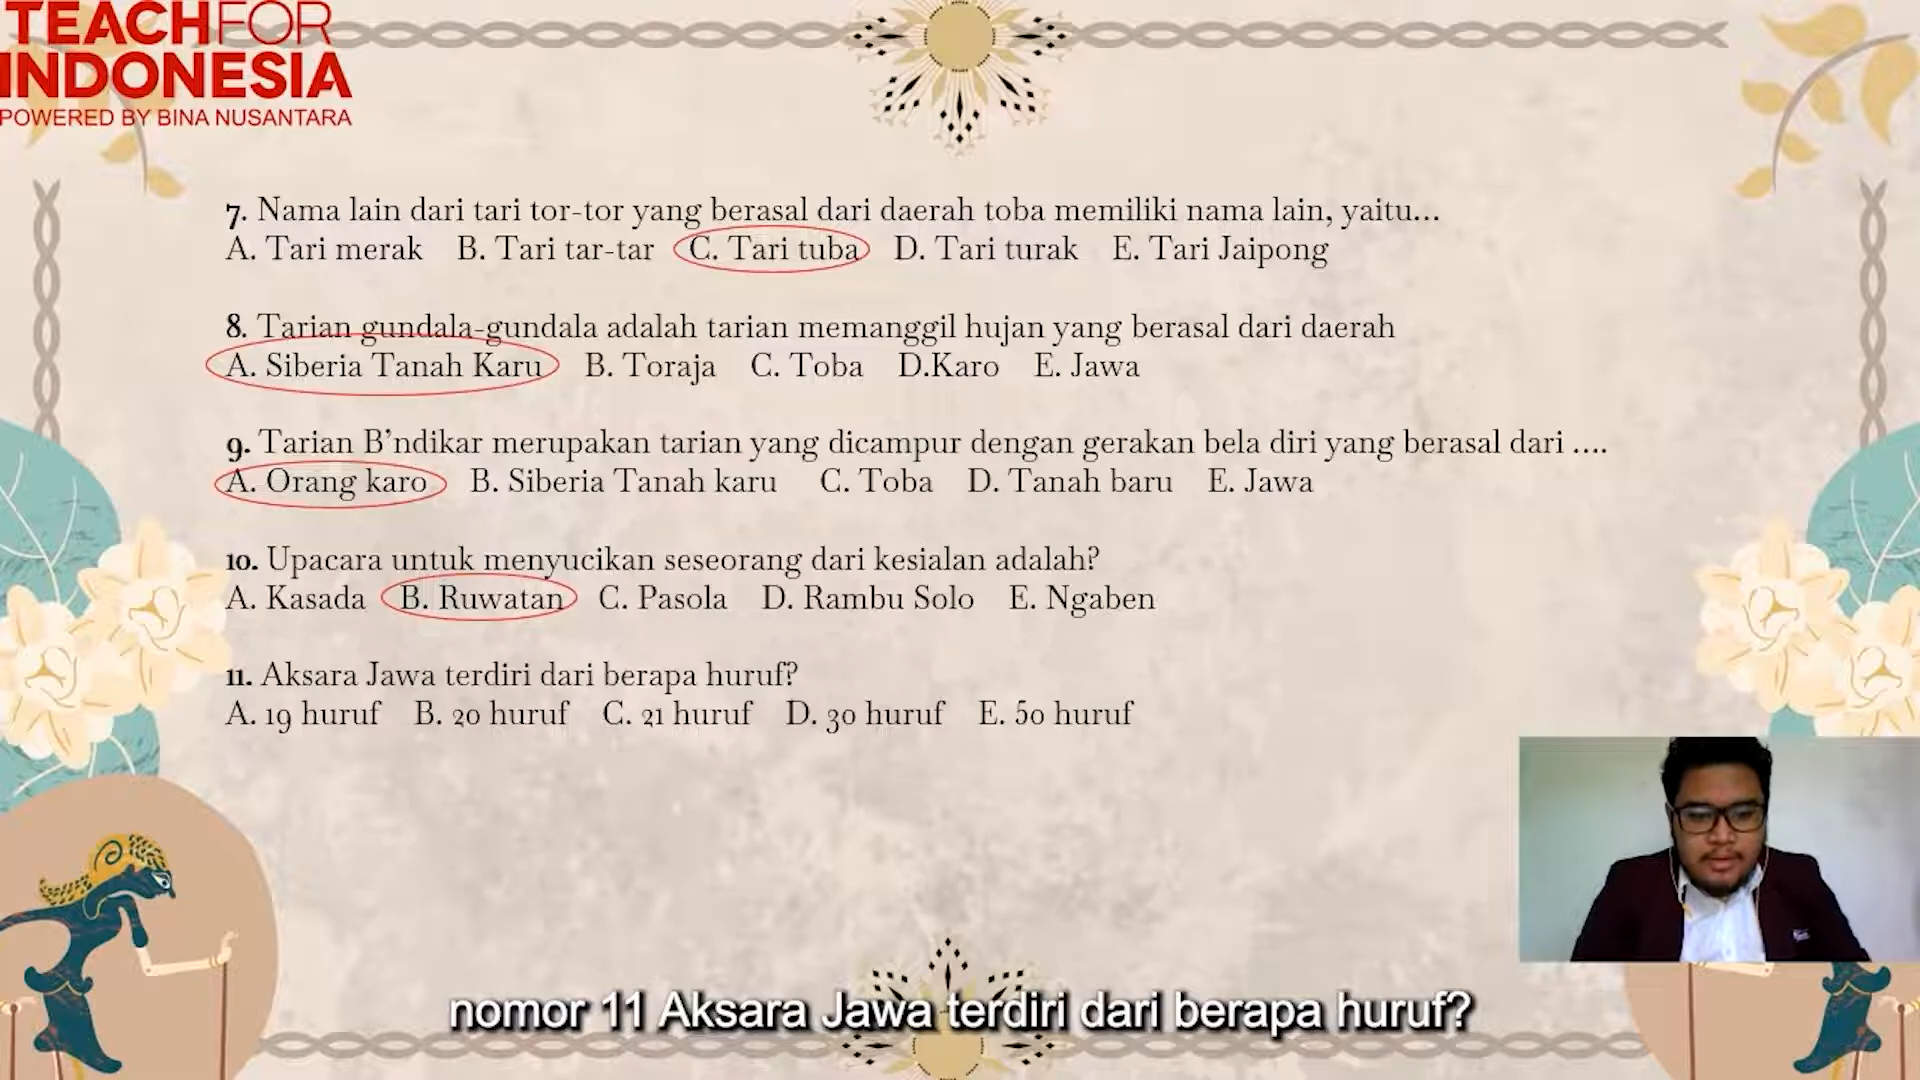 TEACH FOR
INDONESIA
POWERED BY BINA NUSANTARA
7. Nama lain dari tari tor-tor yang berasal dari daerah toba memiliki nama lain, yaitu...
A. Tari merak B. Tari tar-tar C. Tari tuba D. Tari turak E. Tari Jaipong
8. Tarian gundala-gundala adalah tarian memanggil hujan yang berasal dari daerah
A. Siberia Tanah Karu B. Toraja C. Toba D.Karo E. Jawa
9. Tarian B’ndikar merupakan tarian yang dicampur dengan gerakan bela diri yang berasal dari ....
A. Orang karo B. Siberia Tanah karu C. Toba D. Tanah baru E. Jawa
10. Upacara untuk menyucikan seseorang dari kesialan adalah?
A. Kasada B. Ruwatan C. Pasola D. Rambu Solo E. Ngaben
11. Aksara Jawa terdiri dari berapa huruf?
A. 19 huruf B. 20 huruf C. 21 huruf D. 30 huruf E. 50 huruf
nomor 11 Aksara Jawa terdiri dari berapa huruf?